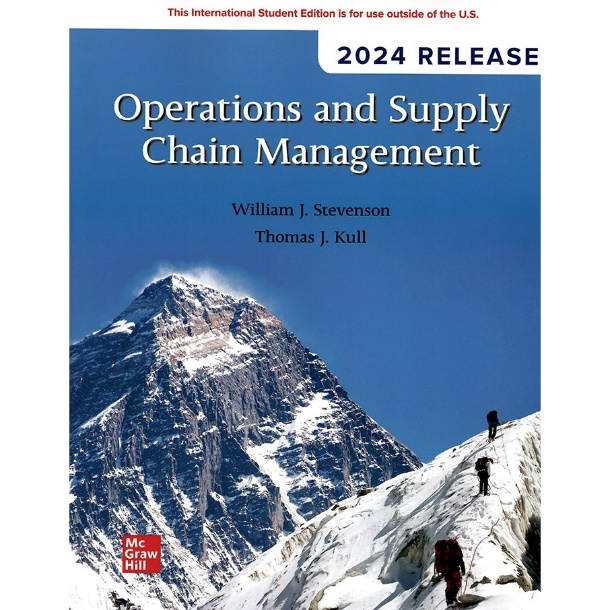 This International Student Edition is for use outside of the U.S.
2024 RELEASE
Operations and Supply
Chain Management
William J. Stevenson
Thomas J. Kull
Mc
Graw
Hill